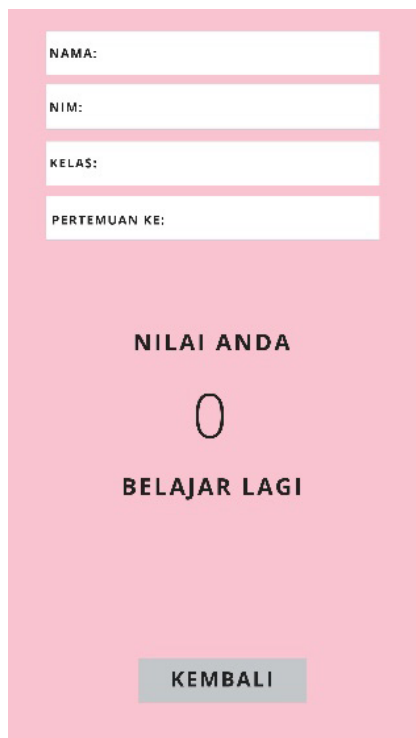 NAMA:
NIM:
KELAS:
PERTEMUAN KE:
NILAI ANDA
0
BELAJAR LAGI
KEMBALI